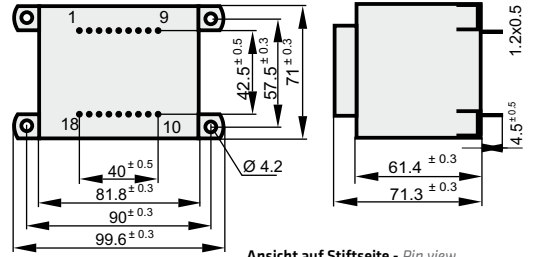 1 9
18 10
42.5 ± 0.5
57.5 ± 0.3
71 ± 0.3
40 ± 0.5
81.8 ± 0.3
90 ± 0.3
99.6 ± 0.3
Ø 4.2
1.2x0.5
4.5 ± 0.5
61.4 ± 0.3
71.3 ± 0.3
Ansicht auf Stiftseite - Pin view